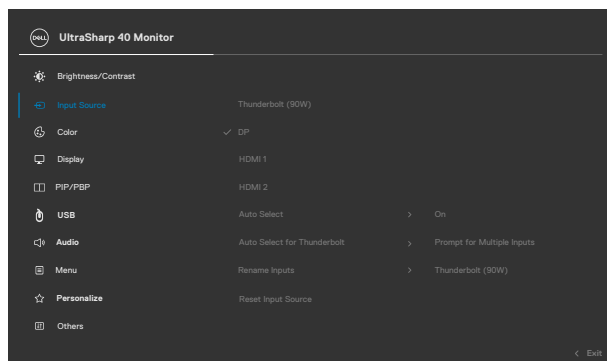 DELL UltraSharp 40 Monitor
Brightness/Contrast
Input Source Thunderbolt (90W)
Color ✓ DP
Display HDMI 1
PIP/PBP HDMI 2
USB Auto Select > On
Audio Auto Select for Thunderbolt > Prompt for Multiple Inputs
Menu Rename Inputs > Thunderbolt (90W)
Personalize Reset Input Source
Others
< Exit